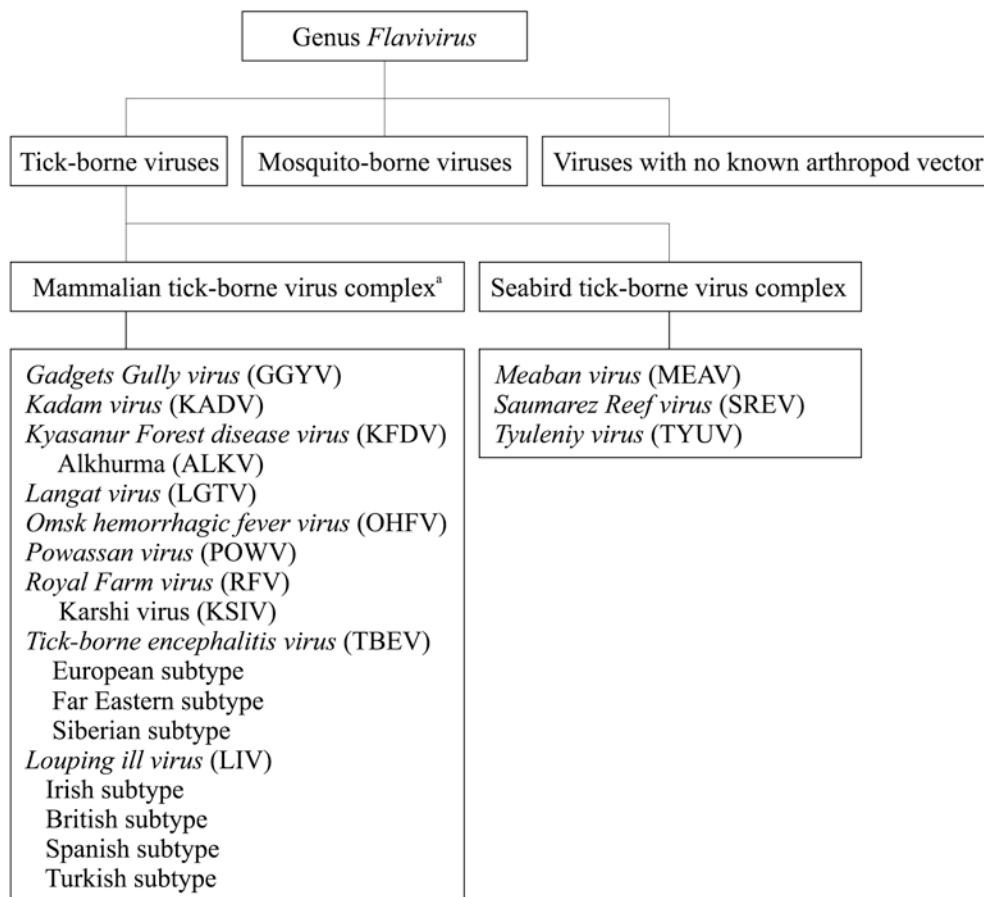 Genus Flavivirus
Tick-borne viruses
Mosquito-borne viruses
Viruses with no known arthropod vector
Mammalian tick-borne virus complexᵃ
Seabird tick-borne virus complex
Gadgets Gully virus (GGYV)
Kadam virus (KADV)
Kyasanur Forest disease virus (KFDV)
Alkhurma (ALKV)
Langat virus (LGTV)
Omsk hemorrhagic fever virus (OHFV)
Powassan virus (POWV)
Royal Farm virus (RFV)
Karshi virus (KSIV)
Tick-borne encephalitis virus (TBEV)
European subtype
Far Eastern subtype
Siberian subtype
Louping ill virus (LIV)
Irish subtype
British subtype
Spanish subtype
Turkish subtype
Meaban virus (MEAV)
Saumarez Reef virus (SREV)
Tyuleniy virus (TYUV)